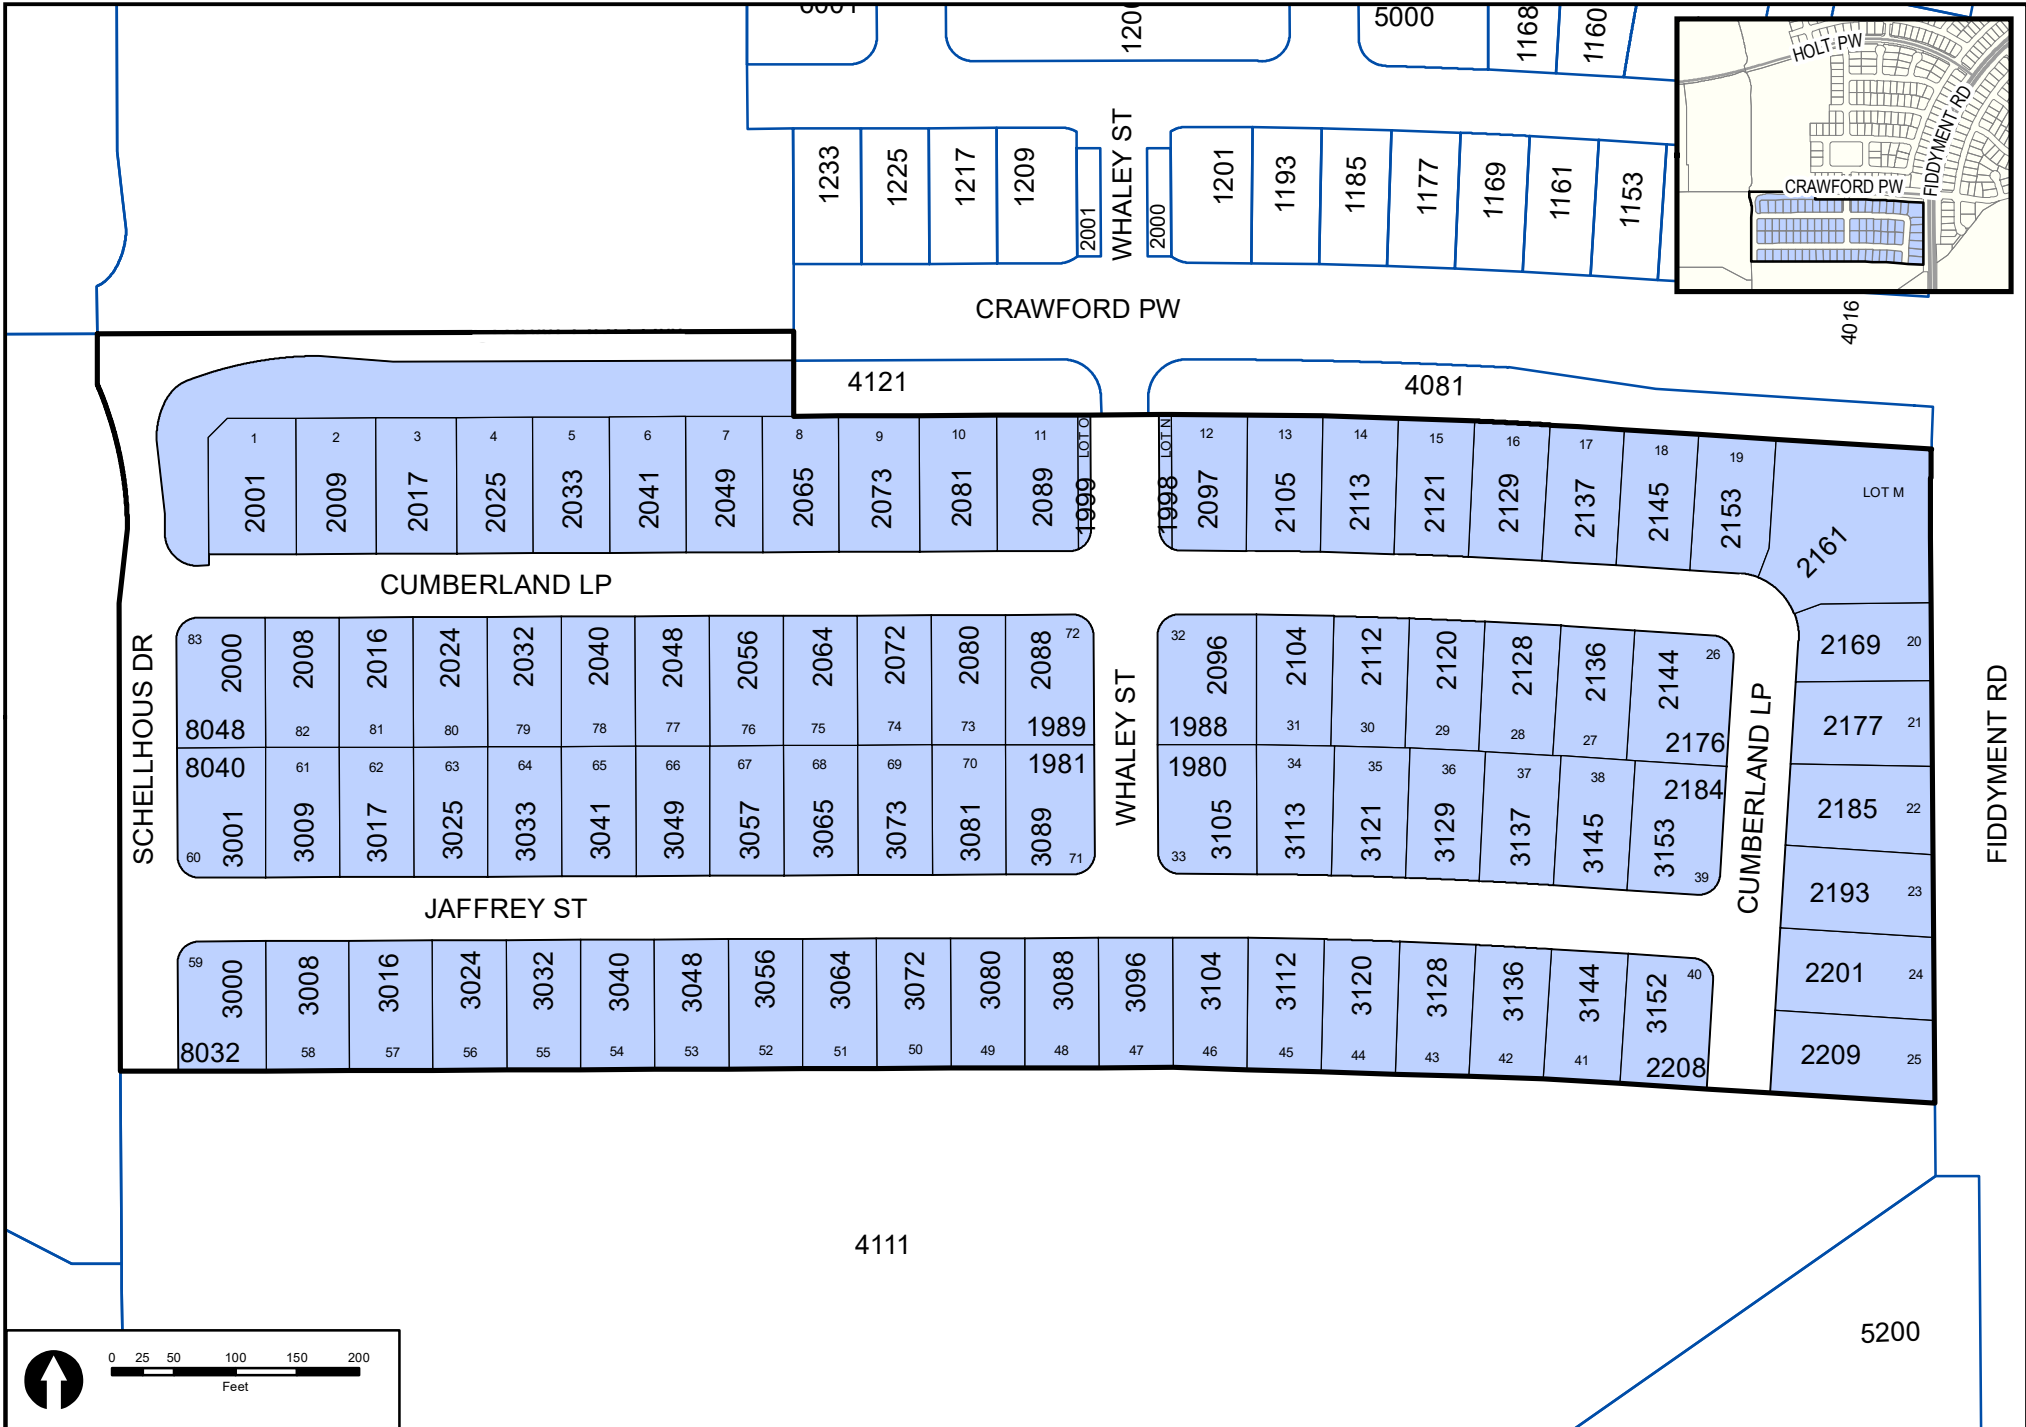 5000
1168
1160
HOLT PW
FIDDYMENT RD
CRAWFORD PW
1233
1225
1217
1209
2001
WHALEY ST
2000
1201
1193
1185
1177
1169
1161
1153
CRAWFORD PW
4016
4121
4081
1 2 3 4 5 6 7 8 9 10 11 LOT O LOT N 12 13 14 15 16 17 18 19
2001 2009 2017 2025 2033 2041 2049 2065 2073 2081 2089 1999 1998 2097 2105 2113 2121 2129 2137 2145 2153
LOT M
2161
CUMBERLAND LP
SCHELLHOUS DR
83 2000 2008 2016 2024 2032 2040 2048 2056 2064 2072 2080 2088 72
8048 82 81 80 79 78 77 76 75 74 73 1989
8040 61 62 63 64 65 66 67 68 69 70 1981
60 3001 3009 3017 3025 3033 3041 3049 3057 3065 3073 3081 3089 71
WHALEY ST
32 2096 2104 2112 2120 2128 2136 2144 26
1988 31 30 29 28 27 2176
1980 34 35 36 37 38 2184
33 3105 3113 3121 3129 3137 3145 3153 39
CUMBERLAND LP
2169 20
2177 21
2185 22
2193 23
2201 24
2209 25
FIDDYMENT RD
JAFFREY ST
59 3000 3008 3016 3024 3032 3040 3048 3056 3064 3072 3080 3088 3096 3104 3112 3120 3128 3136 3144 3152 40
8032 58 57 56 55 54 53 52 51 50 49 48 47 46 45 44 43 42 41 2208
4111
5200
0 25 50 100 150 200
Feet